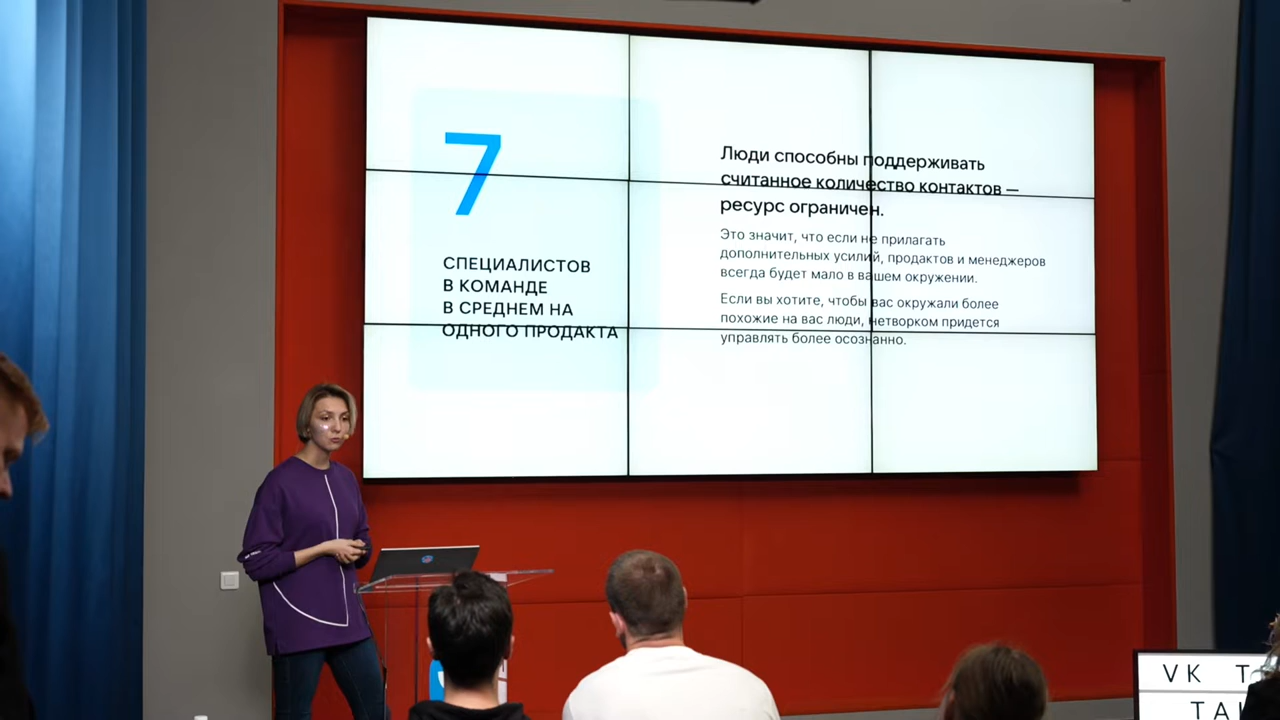 7
СПЕЦИАЛИСТОВ
В КОМАНДЕ
В СРЕДНЕМ НА
ОДНОГО ПРОДАКТА
Люди способны поддерживать
считанное количество контактов —
ресурс ограничен.
Это значит, что если не прилагать
дополнительных усилий, продактов и менеджеров
всегда будет мало в вашем окружении.
Если вы хотите, чтобы вас окружали более
похожие на вас люди, нетворком придется
управлять более осознанно.
VK T
TAL